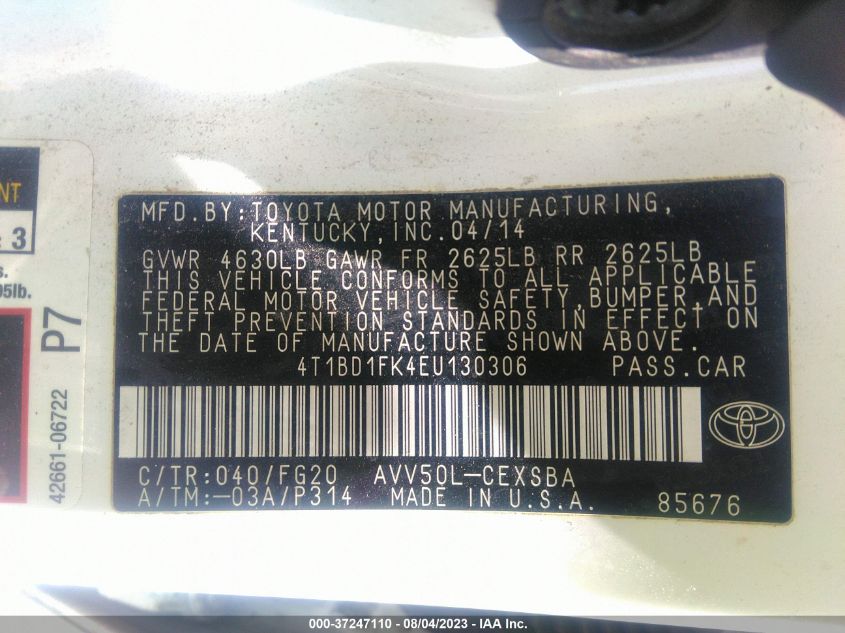 MFD.BY:TOYOTA MOTOR MANUFACTURING,
KENTUCKY,INC.04/14
GVWR 4630LB GAWR FR 2625LB RR 2625LB
THIS VEHICLE CONFORMS TO ALL APPLICABLE
FEDERAL MOTOR VEHICLE SAFETY,BUMPER,AND
THEFT PREVENTION STANDARDS IN EFFECT ON
THE DATE OF MANUFACTURE SHOWN ABOVE.
4T1BD1FK4EU130306 PASS.CAR
C/TR:040/FG20 AVV50L-CEXSBA
A/TM:-03A/P314 MADE IN U.S.A. 85676
NT
3
s.
95lb.
P7
42661-06722
000-37247110 - 08/04/2023 - IAA Inc.